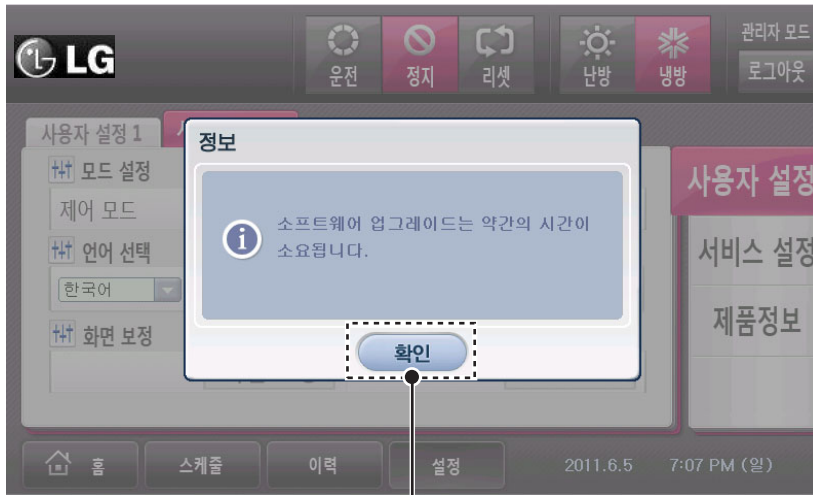 LG
운전
정지
리셋
난방
냉방
관리자 모드
로그아웃
사용자 설정 1
정보
모드 설정
제어 모드
언어 선택
한국어
화면 보정
소프트웨어 업그레이드는 약간의 시간이
소요됩니다.
확인
사용자 설정
서비스 설정
제품정보
홈
스케줄
이력
설정
2011.6.5
7:07 PM (일)